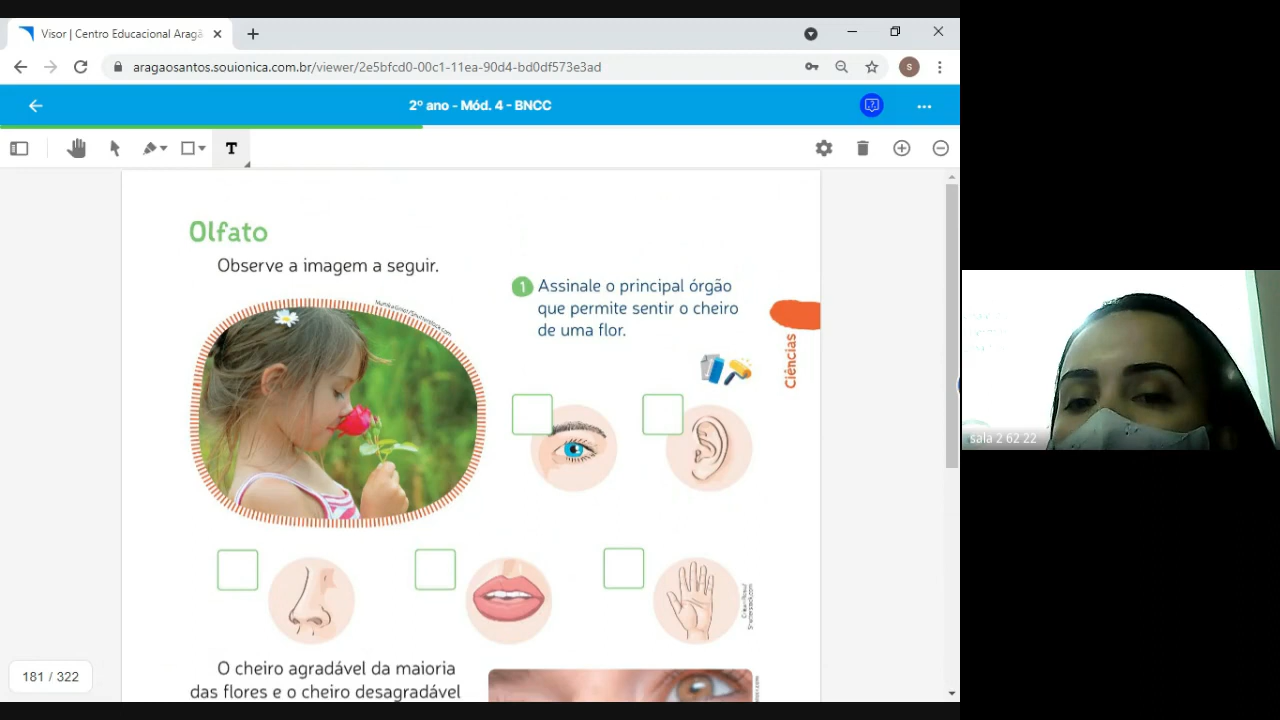 Visor | Centro Educacional Aragã
aragaosantos.souionica.com.br/viewer/2e5bfcd0-00c1-11ea-90d4-bd0df573e3ad
s
2º ano - Mód. 4 - BNCC
T
Olfato
Observe a imagem a seguir.
1 Assinale o principal órgão
que permite sentir o cheiro
de uma flor.
Ciências
sala 2 62 22
O cheiro agradável da maioria
das flores e o cheiro desagradável
181 / 322